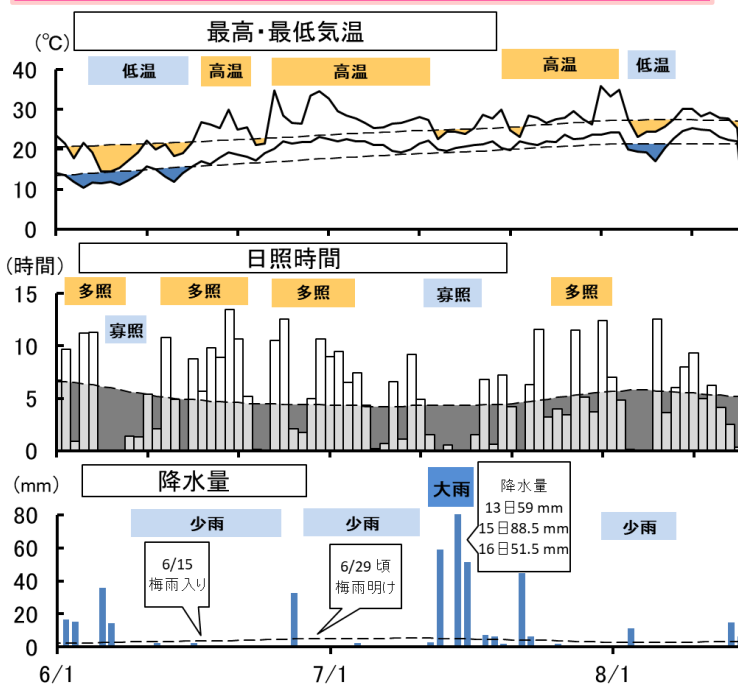 最高・最低気温
(℃)
低温
高温
高温
高温
低温
40
30
20
10
0
日照時間
(時間)
多照
寡照
多照
多照
寡照
多照
15
10
5
0
降水量
(mm)
少雨
少雨
大雨
少雨
降水量
13日59 mm
15日88.5 mm
16日51.5 mm
6/15
梅雨入り
6/29 頃
梅雨明け
80
60
40
20
0
6/1
7/1
8/1